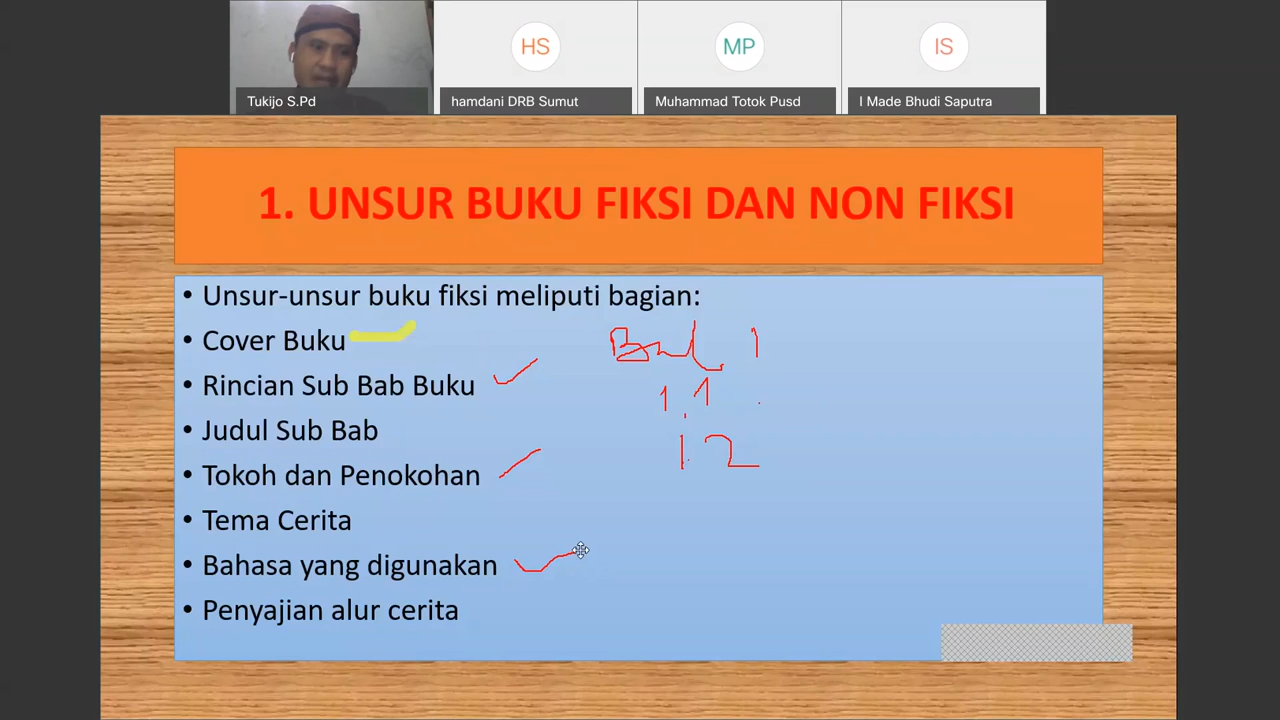 HS
MP
IS
Tukijo S.Pd
hamdani DRB Sumut
Muhammad Totok Pusd
I Made Bhudi Saputra
1. UNSUR BUKU FIKSI DAN NON FIKSI
• Unsur-unsur buku fiksi meliputi bagian:
• Cover Buku
• Rincian Sub Bab Buku
• Judul Sub Bab
• Tokoh dan Penokohan
• Tema Cerita
• Bahasa yang digunakan
• Penyajian alur cerita
1
1.1
1.2